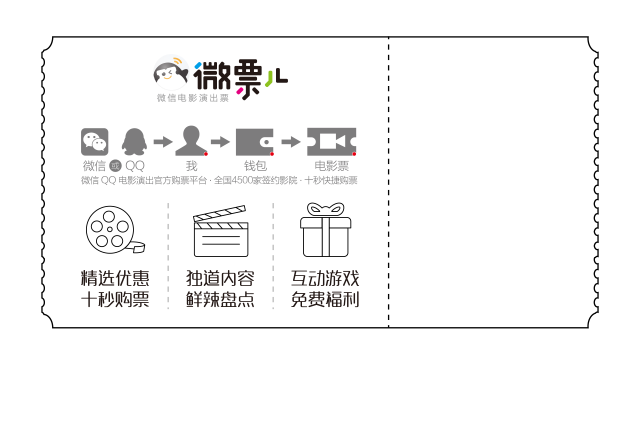 微票儿
微信电影演出票
微信 或 QQ 我 钱包 电影票
微信 QQ 电影演出官方购票平台 · 全国4500家签约影院 · 十秒快捷购票
精选优惠 独道内容 互动游戏
十秒购票 鲜辣盘点 免费福利